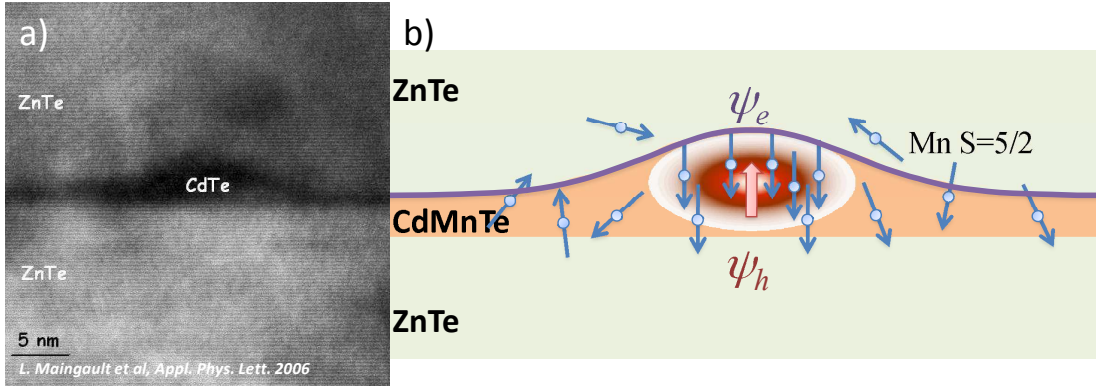 a)
ZnTe
CdTe
ZnTe
5 nm
L. Maingault et al, Appl. Phys. Lett. 2006
b)
ZnTe
ψe
Mn S=5/2
CdMnTe
ψh
ZnTe